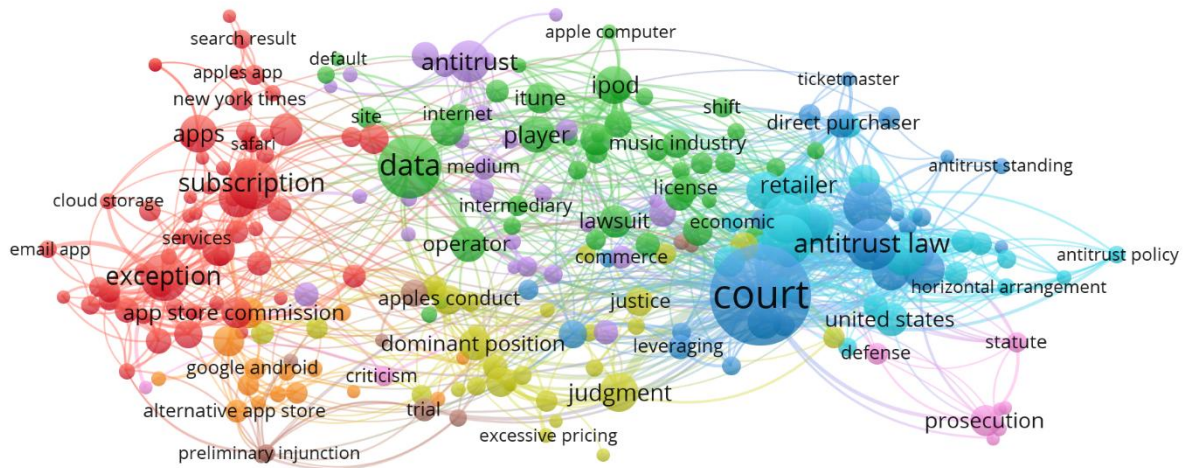 search result
apple computer
default
antitrust
ticketmaster
apples app
ipod
new york times
itune
shift
site
internet
direct purchaser
apps
player
music industry
safari
data
medium
antitrust standing
subscription
license
retailer
cloud storage
intermediary
lawsuit
economic
services
operator
antitrust law
email app
commerce
antitrust policy
exception
court
horizontal arrangement
apples conduct
justice
app store commission
united states
dominant position
leveraging
defense
statute
google android
criticism
judgment
alternative app store
trial
prosecution
excessive pricing
preliminary injunction